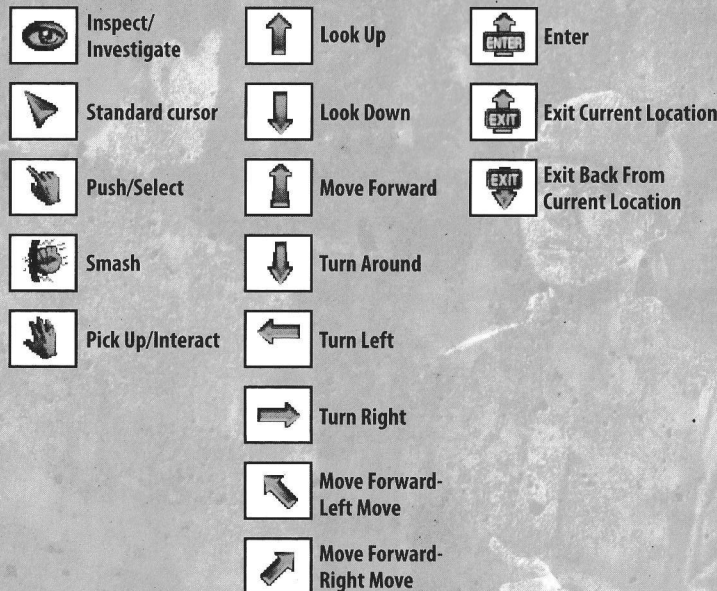 Inspect/
Investigate
Standard cursor
Push/Select
Smash
Pick Up/Interact
Look Up
Look Down
Move Forward
Turn Around
Turn Left
Turn Right
Move Forward-
Left Move
Move Forward-
Right Move
ENTER
Enter
EXIT
Exit Current Location
EXIT
Exit Back From
Current Location